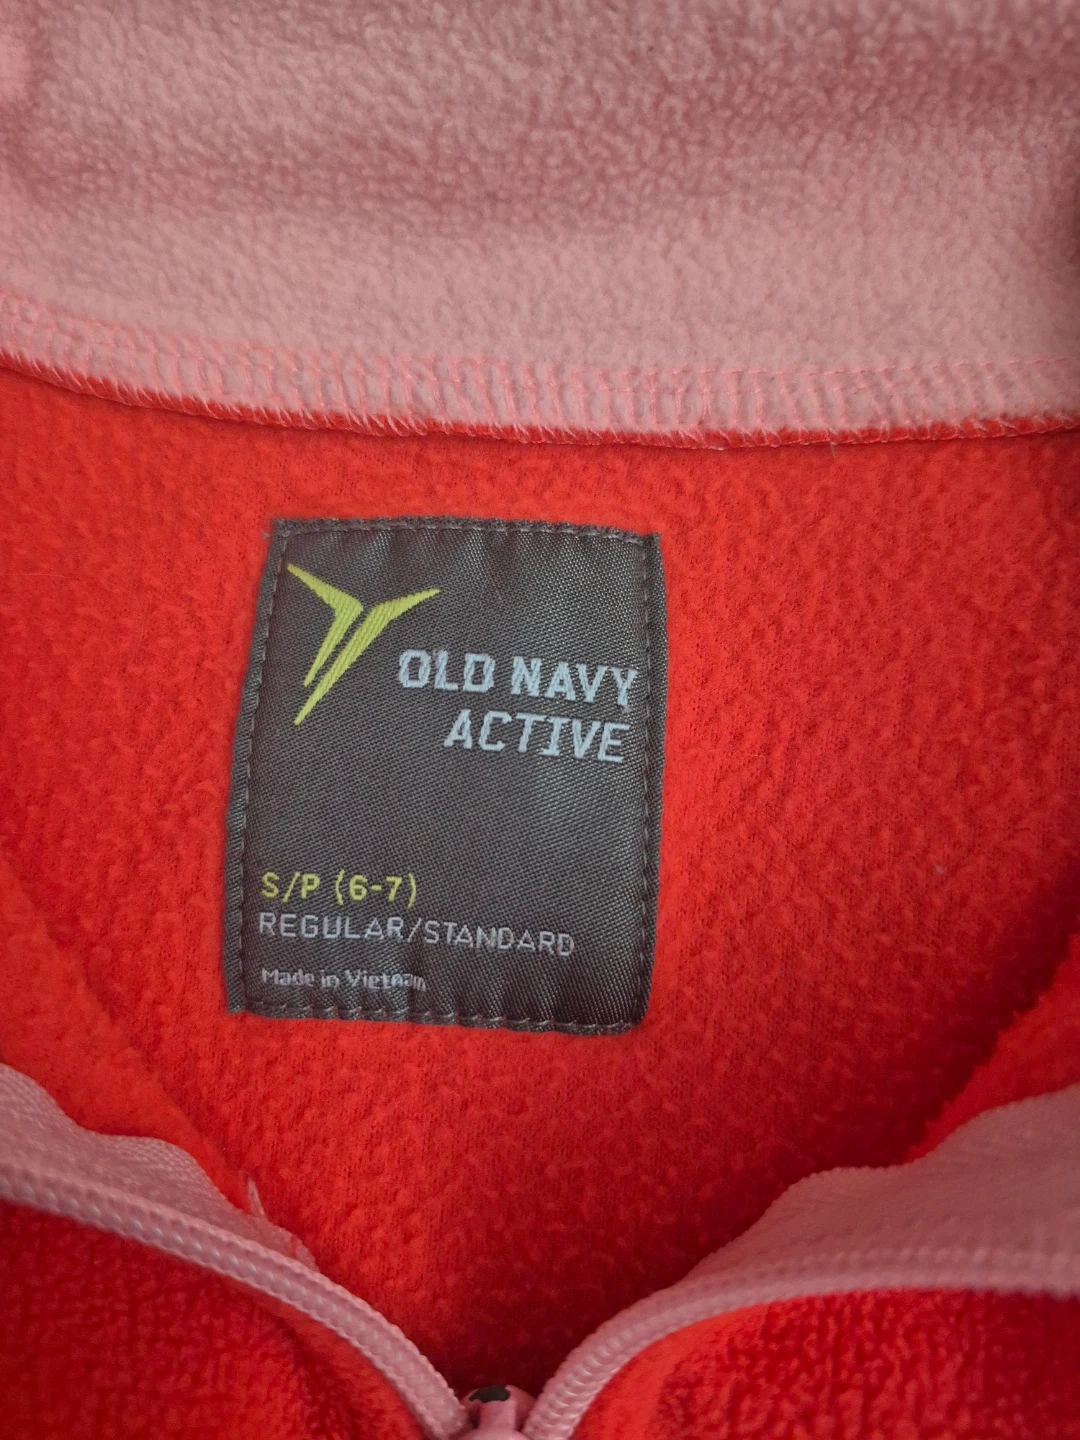 OLD NAVY
ACTIVE
S/P (6-7)
REGULAR/STANDARD
Made in Vietnam